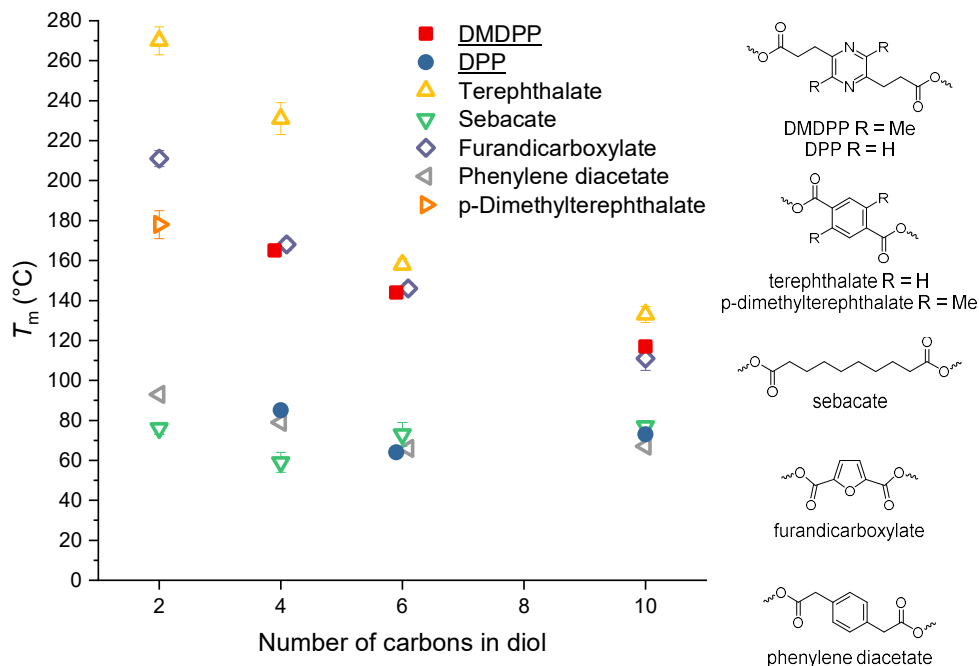 280
260
240
220
200
180
160
140
120
100
80
60
40
20
0
Tm (°C)
2
4
6
8
10
Number of carbons in diol
DMDPP
DPP
Terephthalate
Sebacate
Furandicarboxylate
Phenylene diacetate
p-Dimethylterephthalate
O
O
N
R
R
N
O
O
DMDPP R = Me
DPP R = H
O
O
R
R
O
O
terephthalate R = H
p-dimethylterephthalate R = Me
O
O
O
O
sebacate
O
O
O
O
O
furandicarboxylate
O
O
O
O
phenylene diacetate